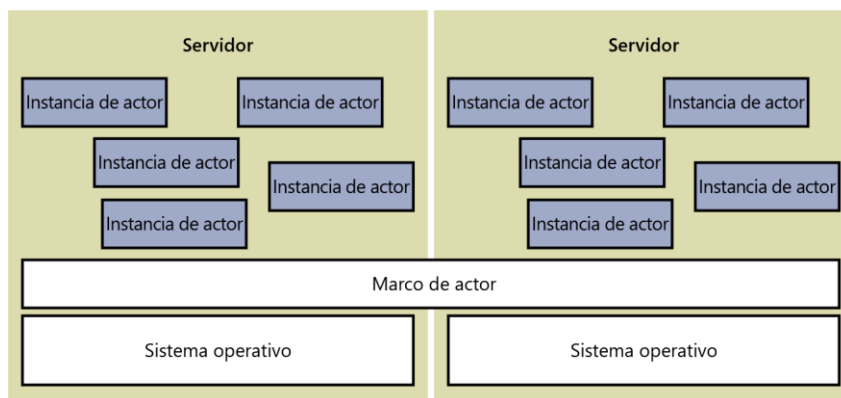 Servidor
Instancia de actor
Instancia de actor
Instancia de actor
Instancia de actor
Instancia de actor
Servidor
Instancia de actor
Instancia de actor
Instancia de actor
Instancia de actor
Instancia de actor
Marco de actor
Sistema operativo
Sistema operativo